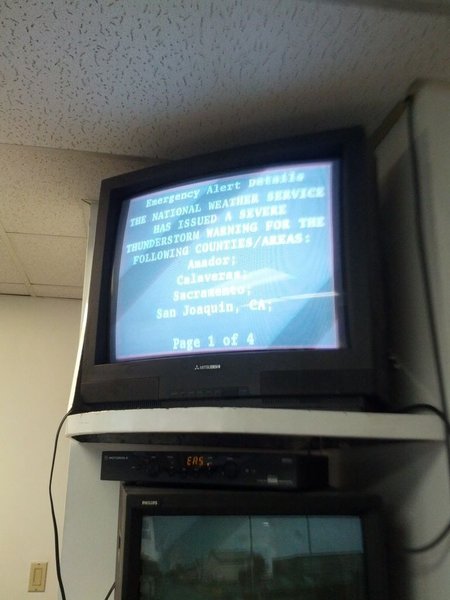 Emergency Alert Details
THE NATIONAL WEATHER SERVICE
HAS ISSUED A SEVERE
THUNDERSTORM WARNING FOR THE
FOLLOWING COUNTIES/AREAS:
Amador;
Calaveras;
Sacramento;
San Joaquin, CA;
Page 1 of 4
MITSUBISHI
MOTOROLA
EAS
PHILIPS